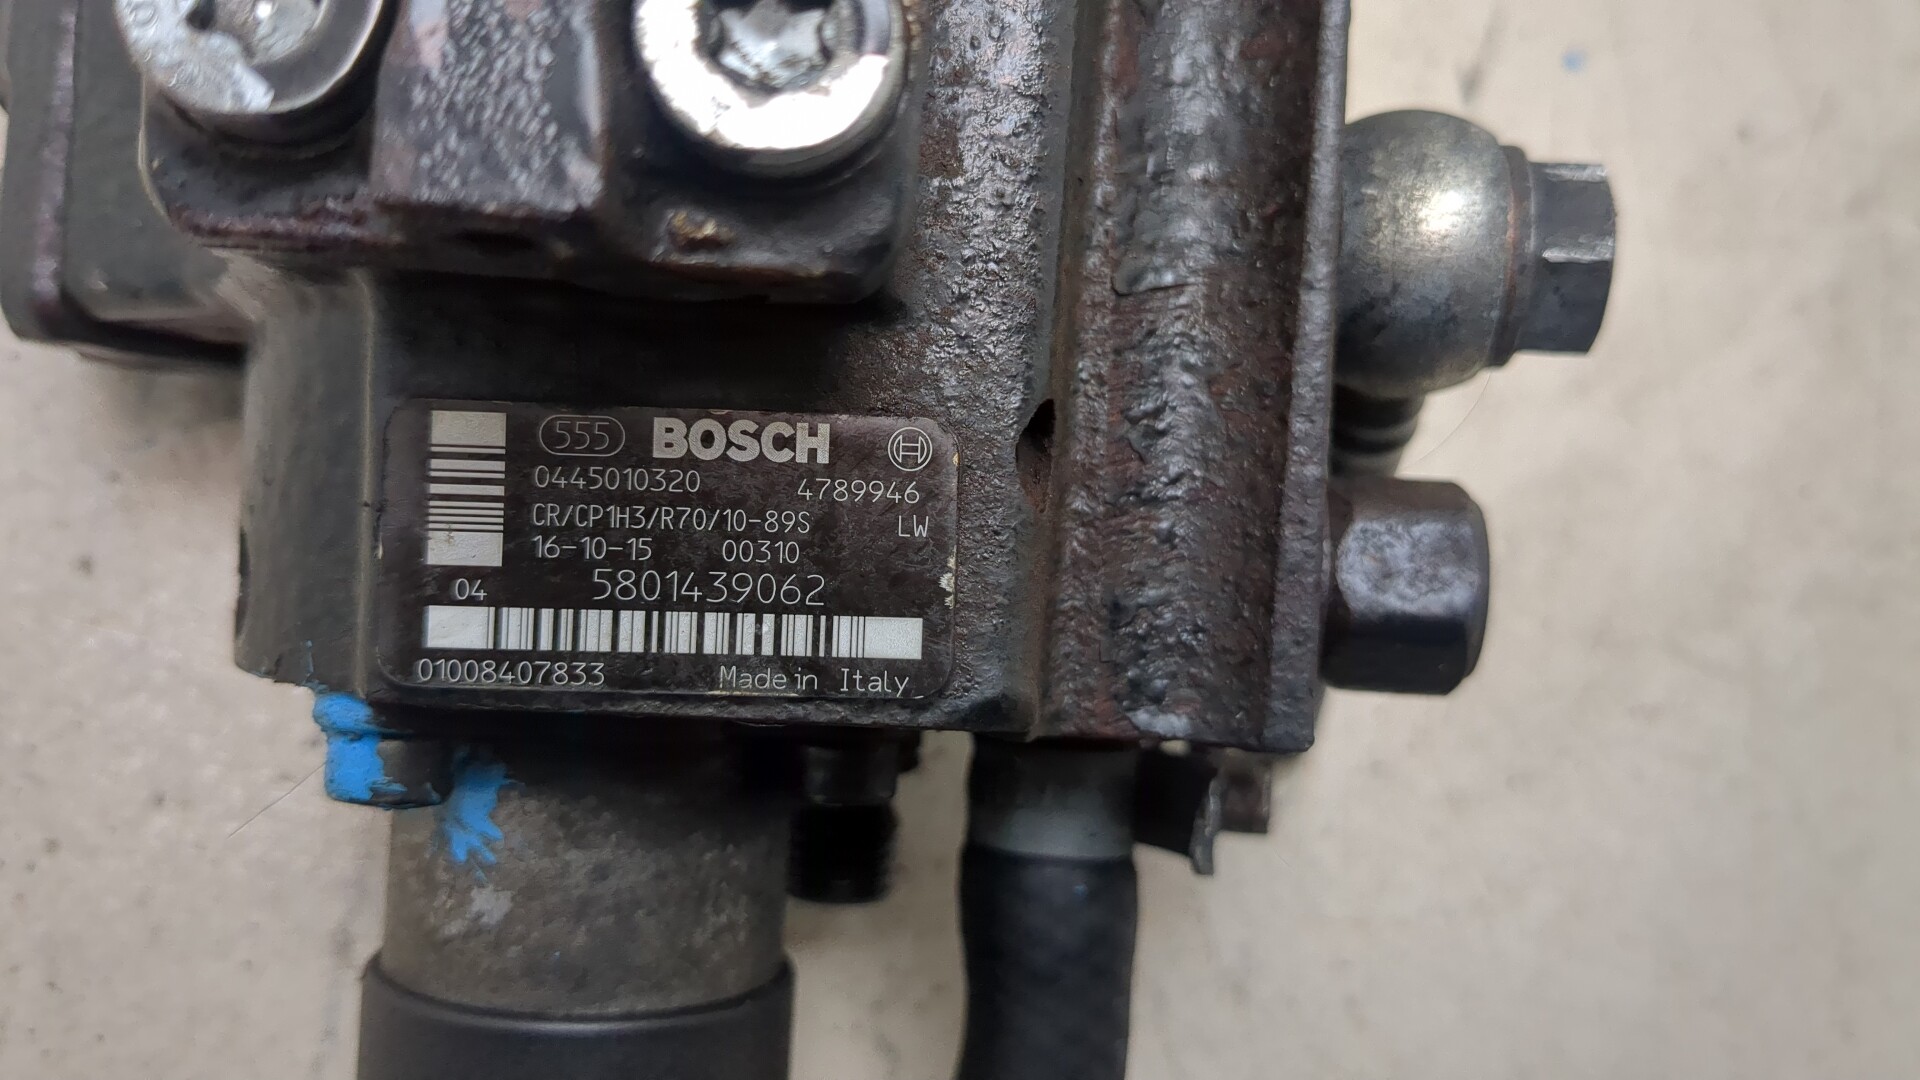 555 BOSCH
0445010320 4789946
CR/CP1H3/R70/10-89S LW
16-10-15 00310
04 5801439062
01008407833 Made in Italy